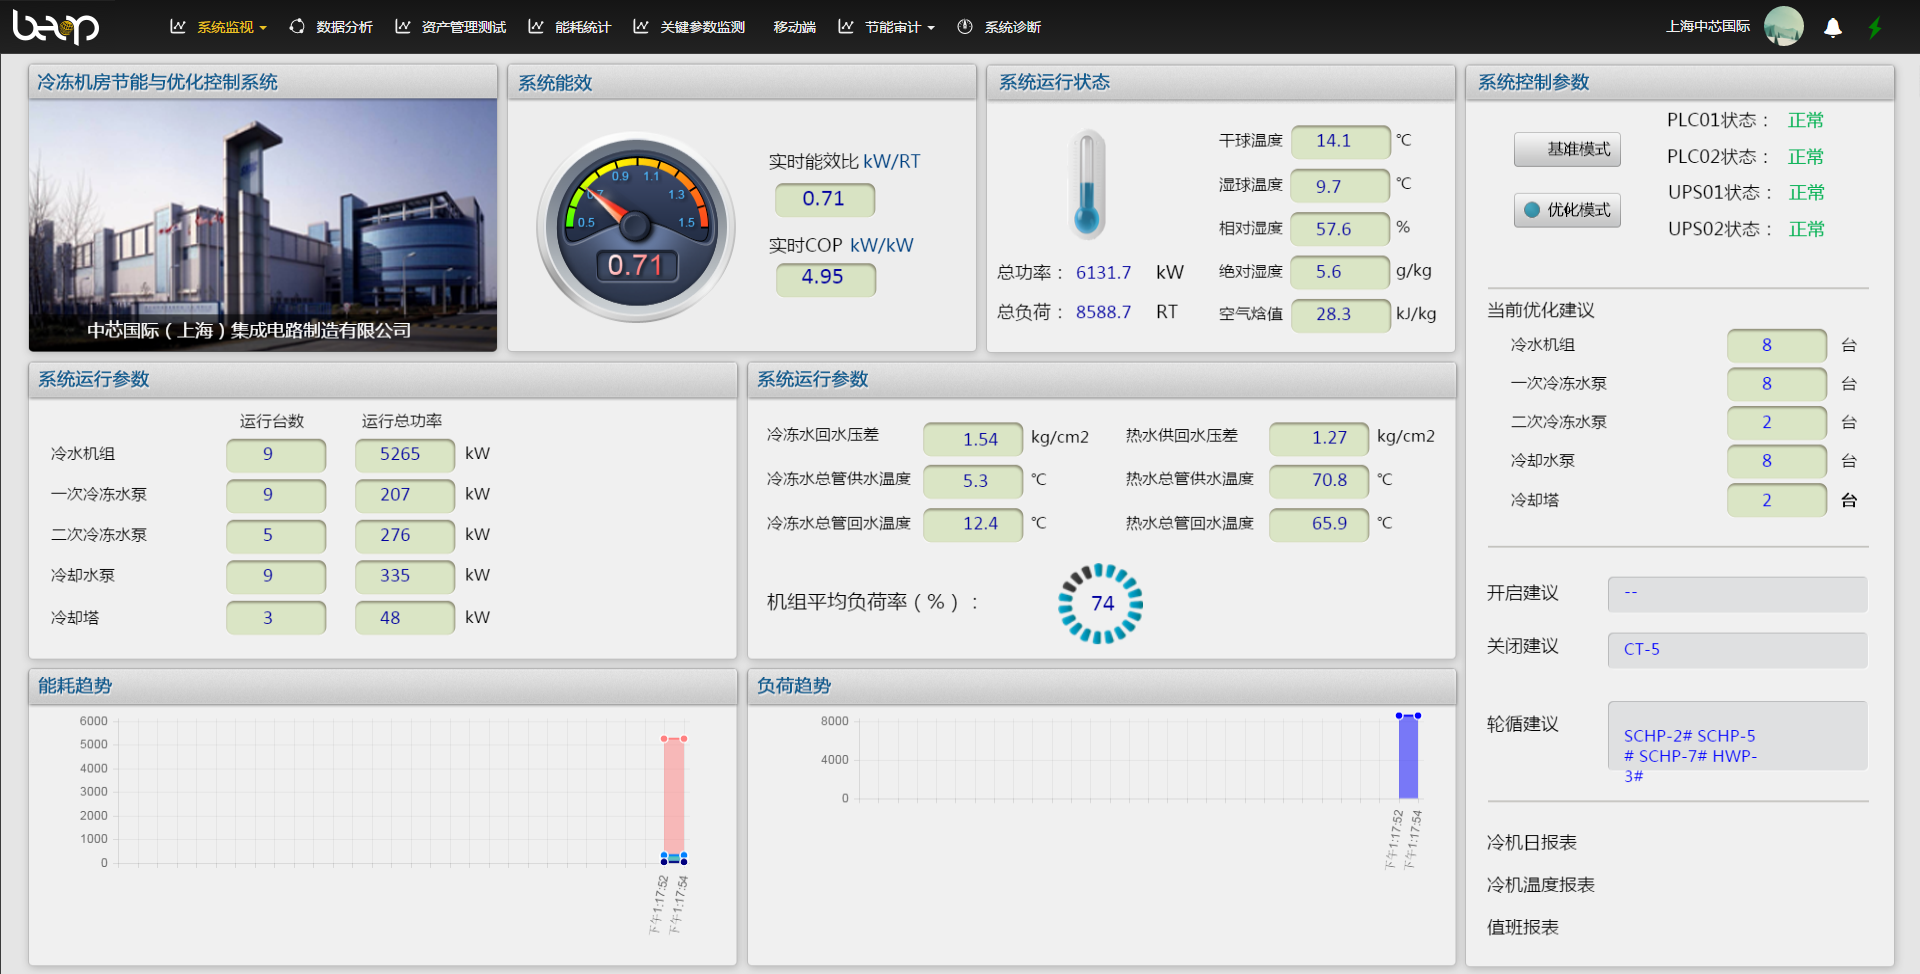 beop
系统监视
数据分析
资产管理测试
能耗统计
关键参数监测
移动端
节能审计
系统诊断
上海中芯国际
冷冻机房节能与优化控制系统
中芯国际（上海）集成电路制造有限公司
系统能效
0.5
0.7
0.9
1.1
1.3
1.5
0.71
实时能效比 kW/RT
0.71
实时COP kW/kW
4.95
系统运行状态
总功率： 6131.7 kW
总负荷： 8588.7 RT
干球温度 14.1 ℃
湿球温度 9.7 ℃
相对湿度 57.6 %
绝对湿度 5.6 g/kg
空气焓值 28.3 kJ/kg
系统控制参数
基准模式
优化模式
PLC01状态： 正常
PLC02状态： 正常
UPS01状态： 正常
UPS02状态： 正常
当前优化建议
冷水机组 8 台
一次冷冻水泵 8 台
二次冷冻水泵 2 台
冷却水泵 8 台
冷却塔 2 台
开启建议 --
关闭建议 CT-5
轮循建议
SCHP-2# SCHP-5
# SCHP-7# HWP-
3#
冷机日报表
冷机温度报表
值班报表
系统运行参数
运行台数 运行总功率
冷水机组 9 5265 kW
一次冷冻水泵 9 207 kW
二次冷冻水泵 5 276 kW
冷却水泵 9 335 kW
冷却塔 3 48 kW
系统运行参数
冷冻水回水压差 1.54 kg/cm2 热水供回水压差 1.27 kg/cm2
冷冻水总管供水温度 5.3 ℃ 热水总管供水温度 70.8 ℃
冷冻水总管回水温度 12.4 ℃ 热水总管回水温度 65.9 ℃
机组平均负荷率（%）： 74
能耗趋势
6000
5000
4000
3000
2000
1000
0
下午1:17:52
下午1:17:54
负荷趋势
8000
4000
0
下午1:17:52
下午1:17:54